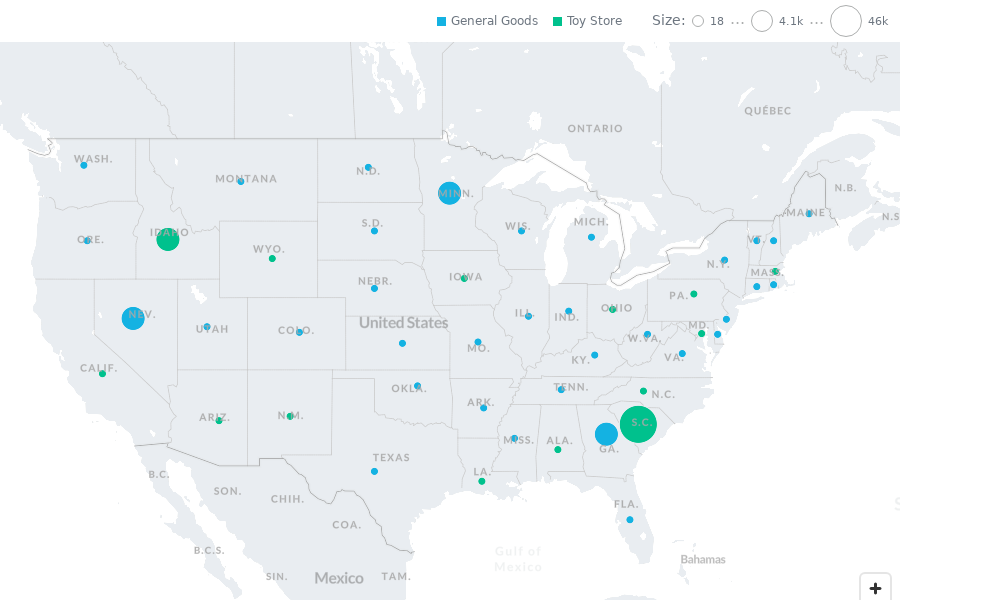 General Goods Toy Store Size: 18 ... 4.1k ... 46k
QUÉBEC
ONTARIO
WASH.
N.D.
MONTANA
MINN.
N.B.
MAINE
N.S
S.D.
WIS.
MICH.
IDAHO
ORE.
VT.
WYO.
N.Y.
MASS.
IOWA
NEBR.
PA.
OHIO
NEV.
ILL.
IND.
United States
MD.
UTAH
COLO.
W.VA.
MO.
VA.
KY.
CALIF.
OKLA.
TENN.
N.C.
ARK.
ARIZ.
N.M.
S.C.
MISS.
ALA.
GA.
TEXAS
LA.
B.C.
SON.
CHIH.
FLA.
COA.
B.C.S.
Gulf of
Mexico
Bahamas
SIN.
Mexico
TAM.
+